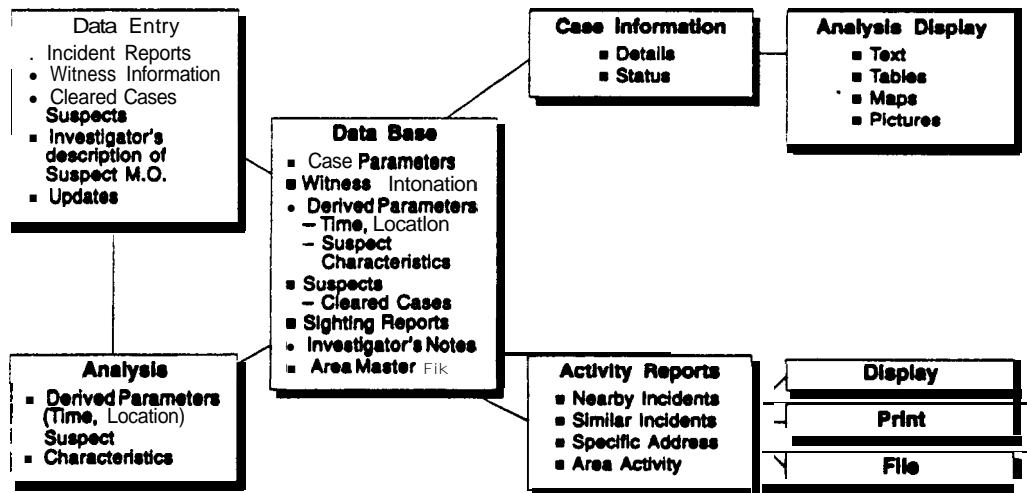 Data Entry
. Incident Reports
• Witness Information
• Cleared Cases
Suspects
■ Investigator's
description of
Suspect M.O.
■ Updates
Data Base
■ Case Parameters
■ Witness Intonation
• Derived Parameters
– Time, Location
– Suspect
Characteristics
■ Suspects
– Cleared Cases
■ Sighting Reports
• Investigator's Notes
■ Area Master Fik
Case Information
■ Details
■ Status
Analysis Display
■ Text
■ Tables
■ Maps
■ Pictures
Analysis
■ Derived Parameters
(Time, Location)
Suspect
■ Characteristics
Activity Reports
■ Nearby Incidents
■ Similar Incidents
■ Specific Address
■ Area Activity
Display
Print
File